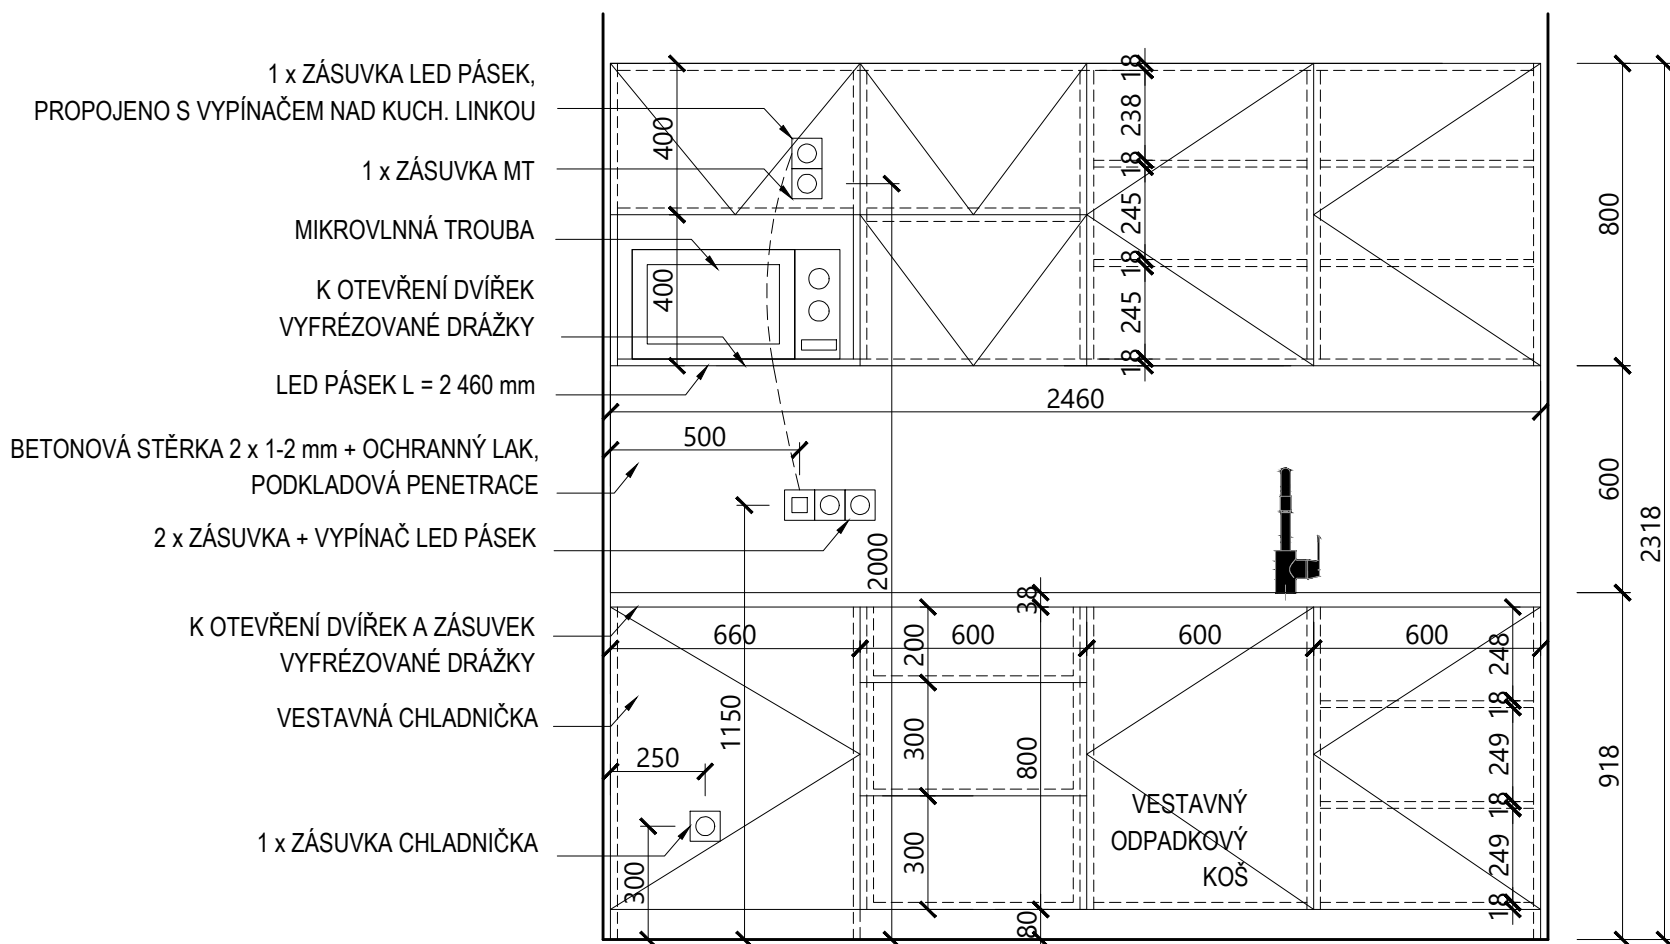 1 x ZÁSUVKA LED PÁSEK,
PROPOJENO S VYPÍNAČEM NAD KUCH. LINKOU
1 x ZÁSUVKA MT
MIKROVLNNÁ TROUBA
K OTEVŘENÍ DVÍŘEK
VYFRÉZOVANÉ DRÁŽKY
LED PÁSEK L = 2 460 mm
BETONOVÁ STĚRKA 2 x 1-2 mm + OCHRANNÝ LAK,
PODKLADOVÁ PENETRACE
2 x ZÁSUVKA + VYPÍNAČ LED PÁSEK
K OTEVŘENÍ DVÍŘEK A ZÁSUVEK
VYFRÉZOVANÉ DRÁŽKY
VESTAVNÁ CHLADNIČKA
1 x ZÁSUVKA CHLADNIČKA
400
400
18
238
18
245
18
245
18
2460
500
2000
1150
38
660
600
600
600
200
300
300
800
80
250
300
VESTAVNÝ
ODPADKOVÝ
KOŠ
248
18
249
18
249
18
800
600
918
2318